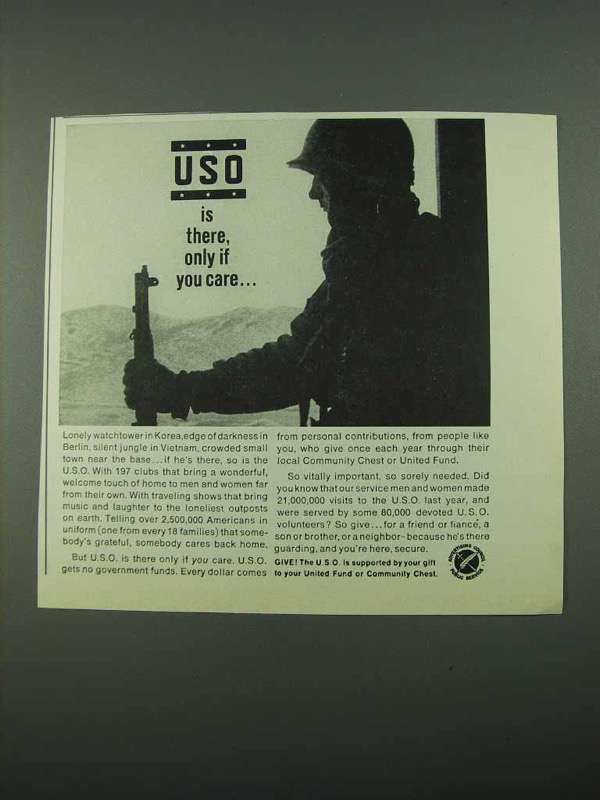 USO
is
there,
only if
you care...
Lonely watchtower in Korea, edge of darkness in
Berlin, silent jungle in Vietnam, crowded small
town near the base...if he's there, so is the
U.S.O. With 197 clubs that bring a wonderful,
welcome touch of home to men and women far
from their own. With traveling shows that bring
music and laughter to the loneliest outposts
on earth. Telling over 2,500,000 Americans in
uniform (one from every 18 families) that some-
body's grateful, somebody cares back home.
But U.S.O. is there only if you care. U.S.O.
gets no government funds. Every dollar comes
from personal contributions, from people like
you, who give once each year through their
local Community Chest or United Fund.
So vitally important, so sorely needed. Did
you know that our service men and women made
21,000,000 visits to the U.S.O. last year, and
were served by some 80,000 devoted U.S.O.
volunteers? So give...for a friend or fiancé, a
son or brother, or a neighbor—because he's there
guarding, and you're here, secure.
GIVE! The U.S.O. is supported by your gift
to your United Fund or Community Chest.
ADVERTISING COUNCIL
PUBLIC SERVICE